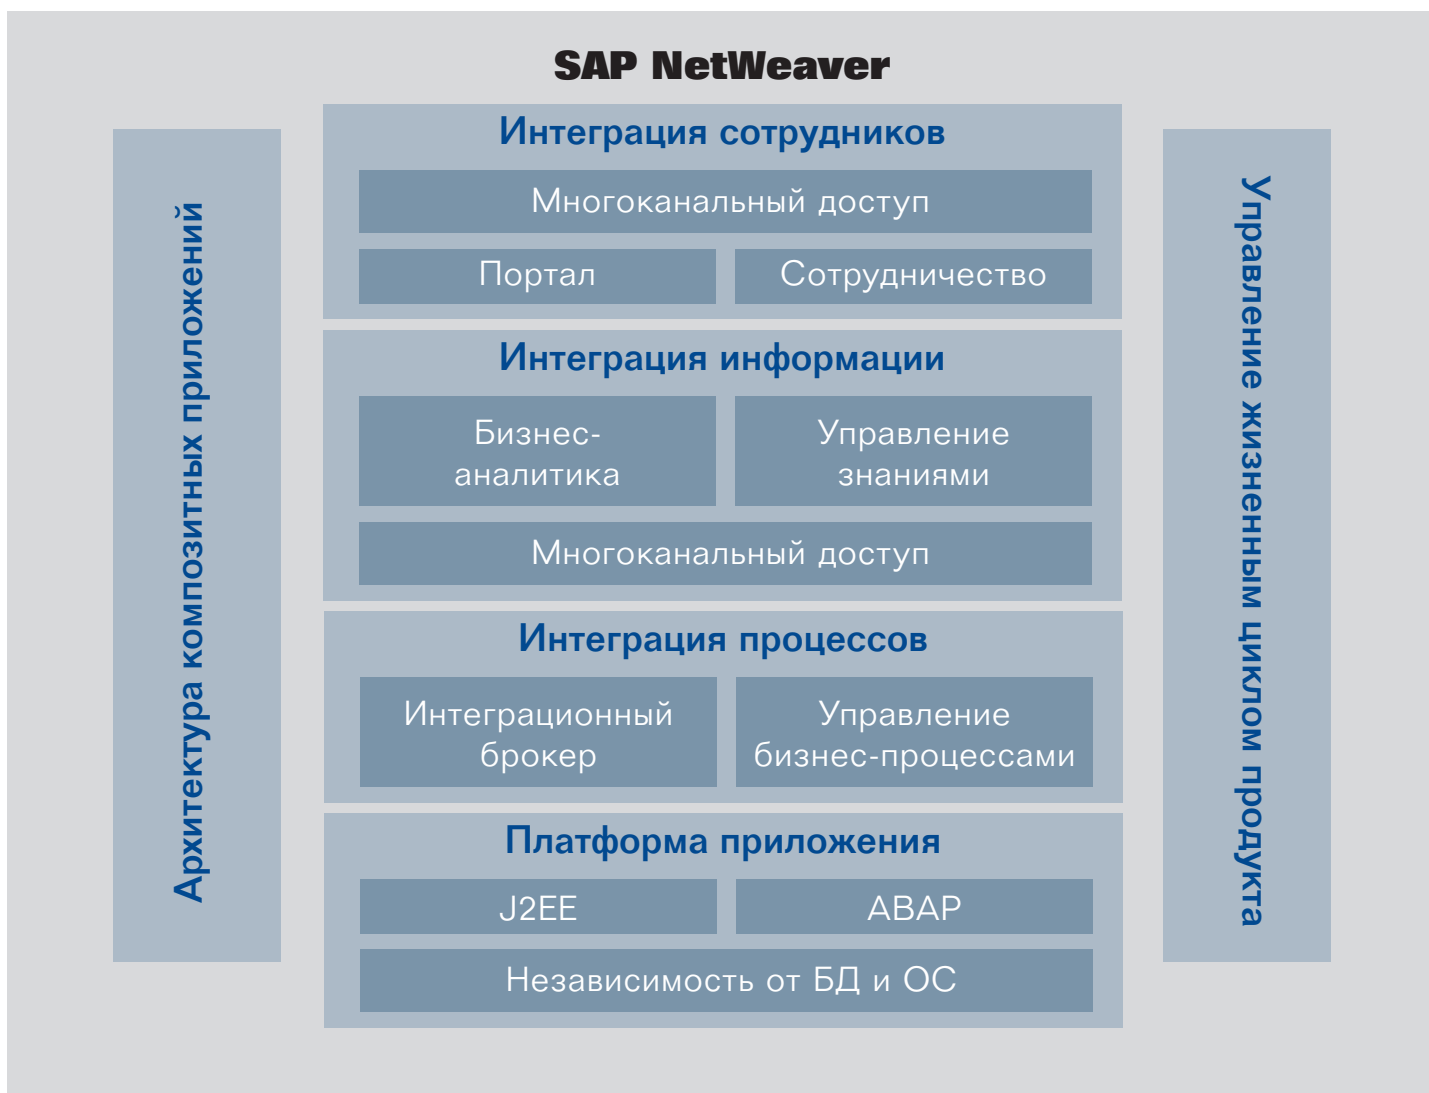 SAP NetWeaver
Архитектура композитных приложений
Интеграция сотрудников
Многоканальный доступ
Портал
Сотрудничество
Интеграция информации
Бизнес-
аналитика
Управление
знаниями
Многоканальный доступ
Интеграция процессов
Интеграционный
брокер
Управление
бизнес-процессами
Платформа приложения
J2EE
ABAP
Независимость от БД и ОС
Управление жизненным циклом продукта